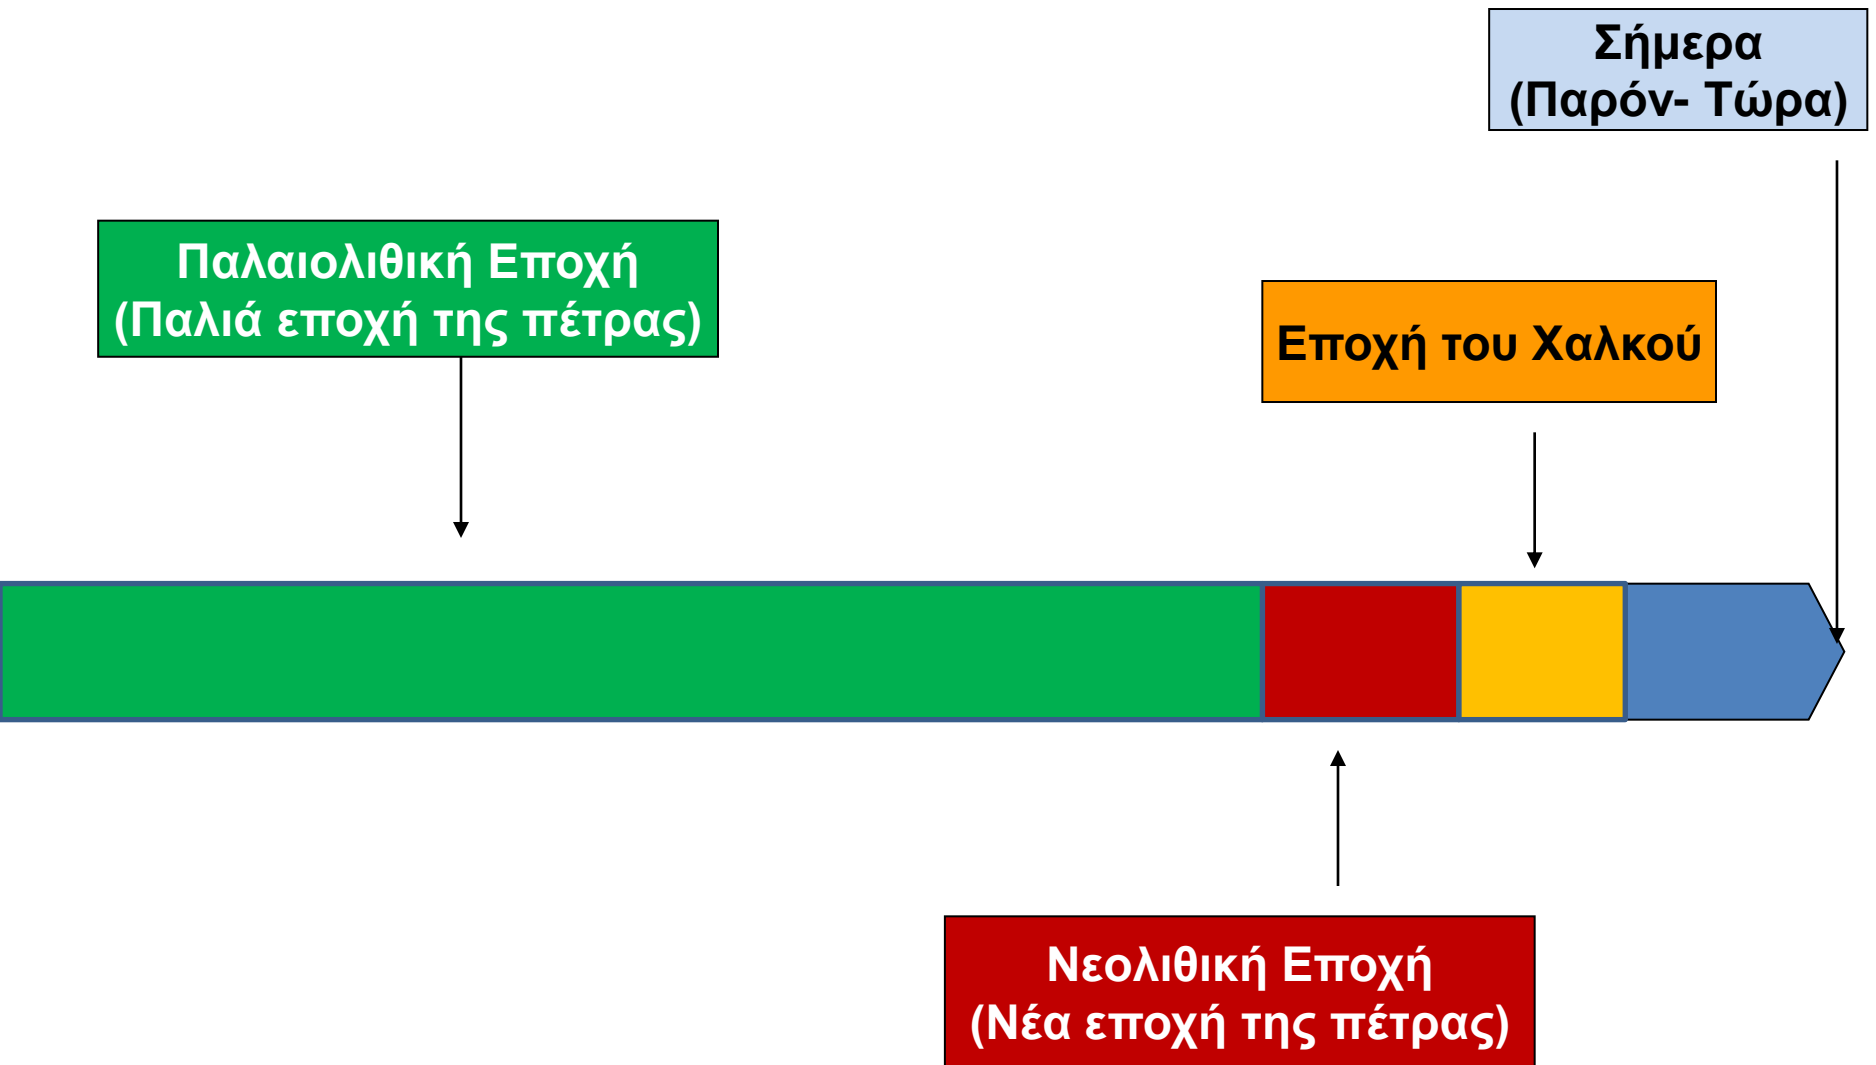 Σήμερα
(Παρόν- Τώρα)
Παλαιολιθική Εποχή
(Παλιά εποχή της πέτρας)
Εποχή του Χαλκού
Νεολιθική Εποχή
(Νέα εποχή της πέτρας)